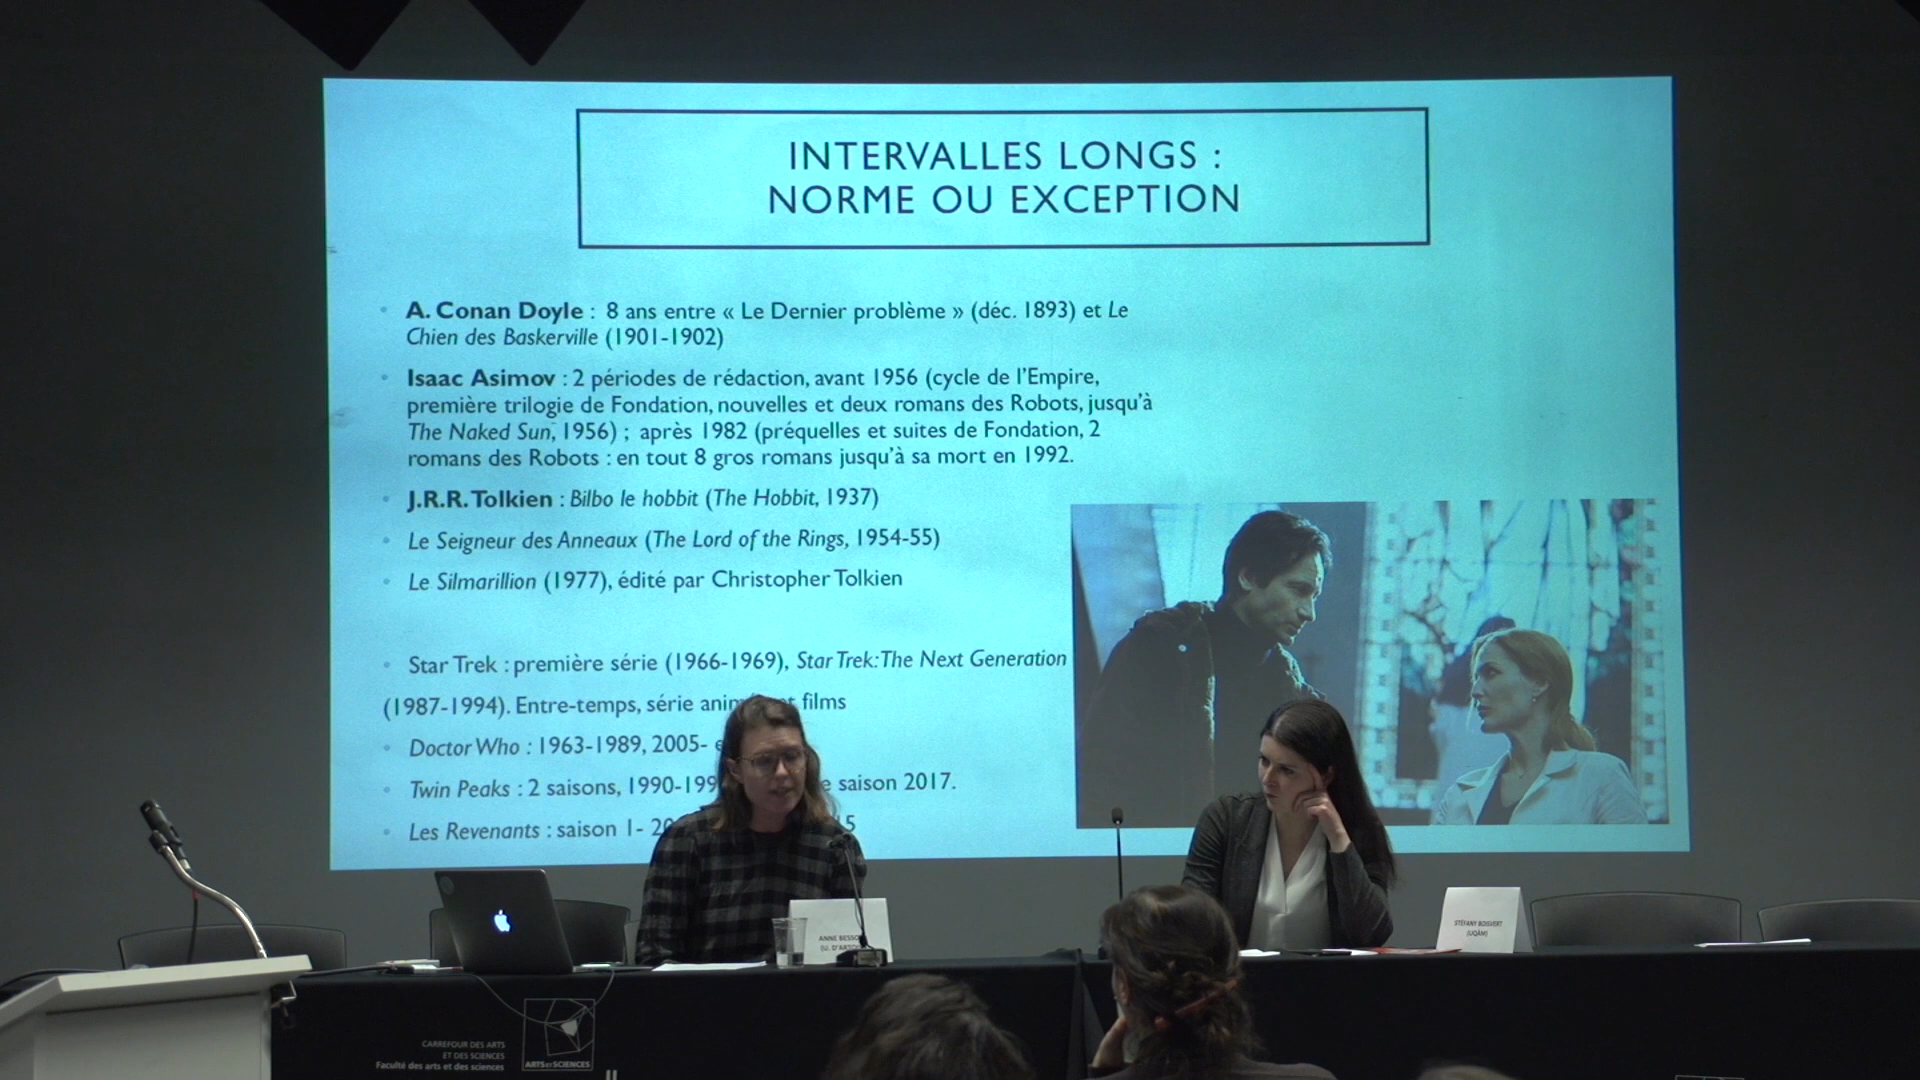 INTERVALLES LONGS :
NORME OU EXCEPTION
A. Conan Doyle : 8 ans entre « Le Dernier problème » (déc. 1893) et Le
Chien des Baskerville (1901-1902)
Isaac Asimov : 2 périodes de rédaction, avant 1956 (cycle de l'Empire,
première trilogie de Fondation, nouvelles et deux romans des Robots, jusqu'à
The Naked Sun, 1956) ; après 1982 (préquelles et suites de Fondation, 2
romans des Robots : en tout 8 gros romans jusqu'à sa mort en 1992.
J.R.R. Tolkien : Bilbo le hobbit (The Hobbit, 1937)
Le Seigneur des Anneaux (The Lord of the Rings, 1954-55)
Le Silmarillion (1977), édité par Christopher Tolkien
Star Trek : première série (1966-1969), Star Trek: The Next Generation
(1987-1994). Entre-temps, série films
Doctor Who : 1963-1989, 2005-
Twin Peaks : 2 saisons, 1990- saison 2017.
Les Revenants : saison 1-
ANNE
STÉFANY BOISVERT
(UQAM)
CARREFOUR DES ARTS
ET DES SCIENCES
Faculté des arts et des sciences
ARTS ET SCIENCES